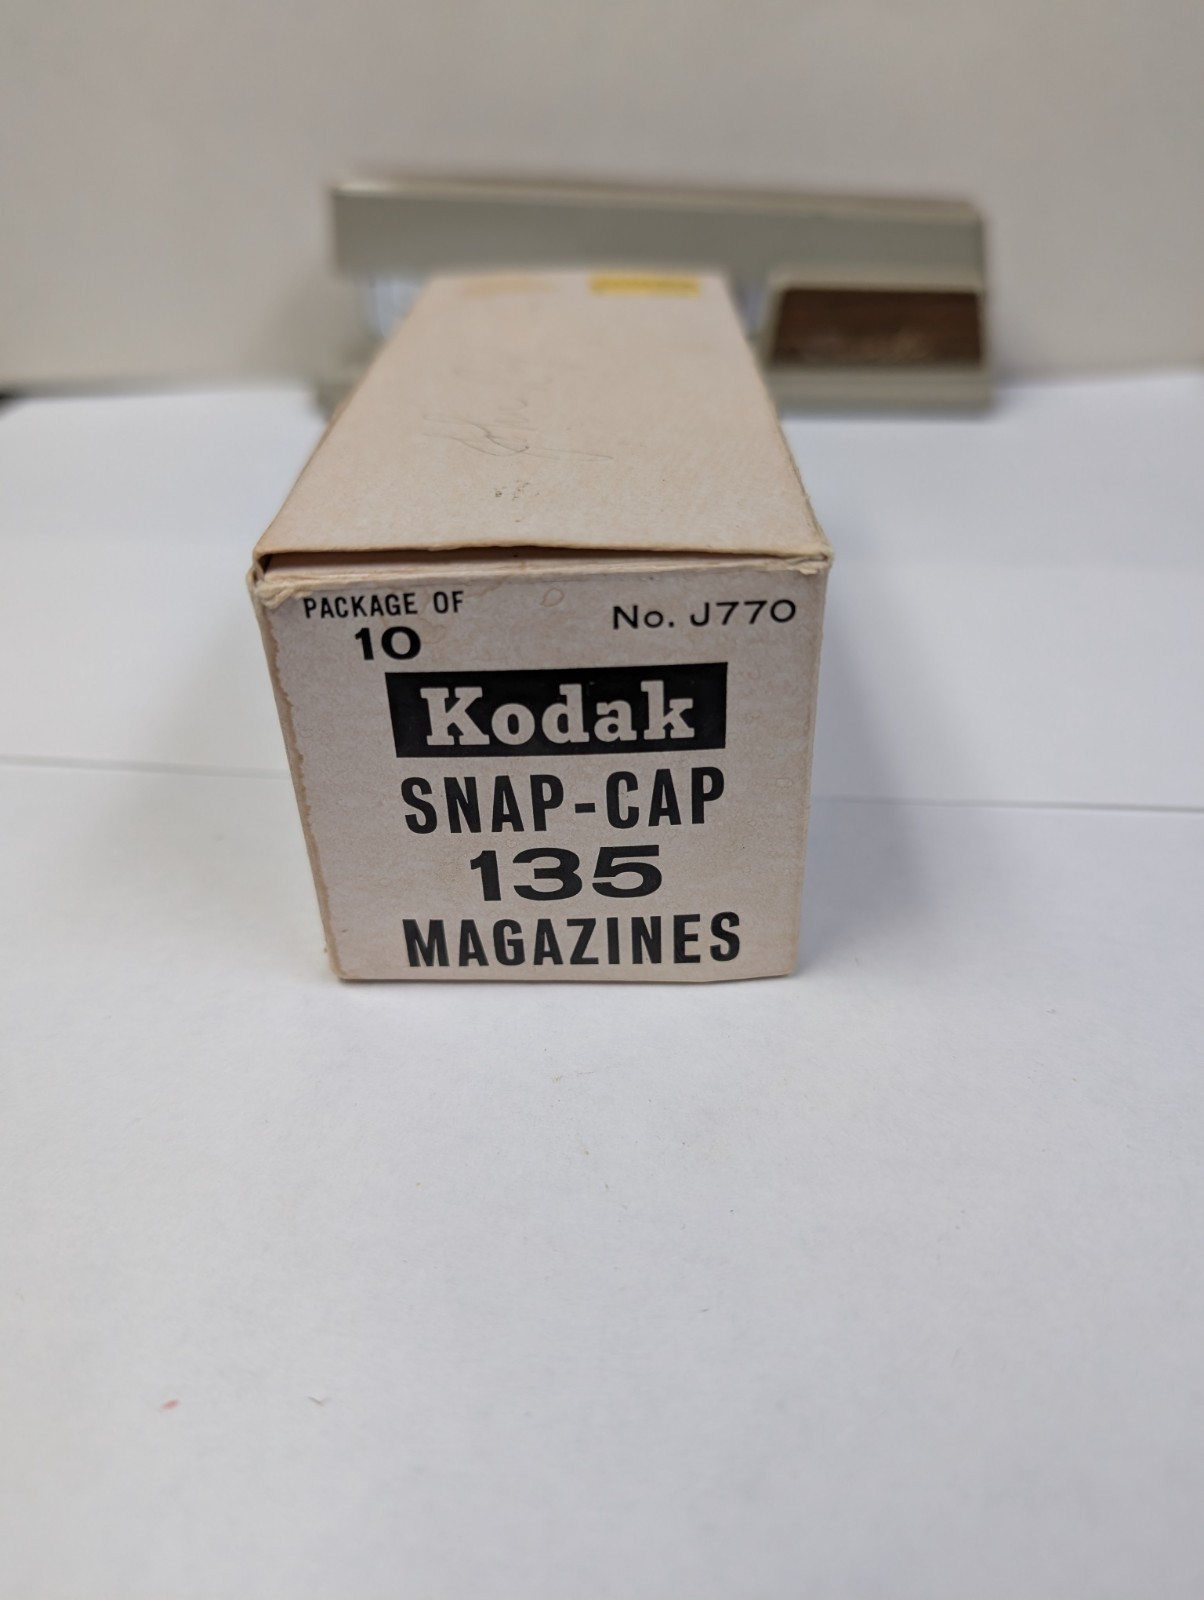 PACKAGE OF
10
No. J770
Kodak
SNAP-CAP
135
MAGAZINES